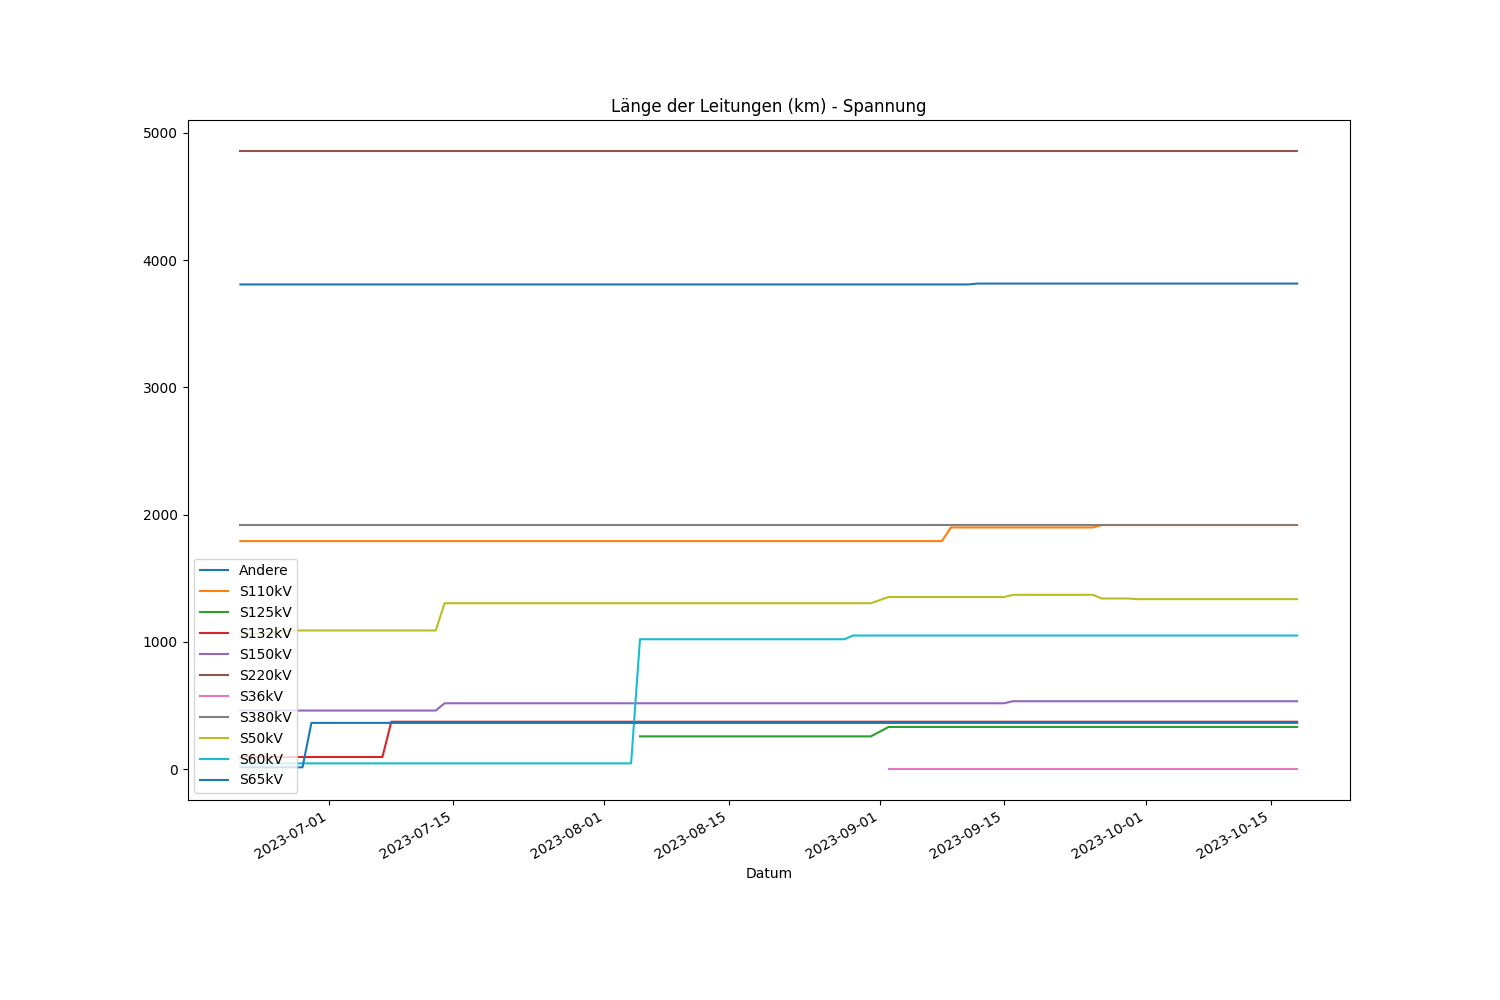 Länge der Leitungen (km) - Spannung
5000
4000
3000
2000
1000
0
Andere
S110kV
S125kV
S132kV
S150kV
S220kV
S36kV
S380kV
S50kV
S60kV
S65kV
2023-07-01
2023-07-15
2023-08-01
2023-08-15
2023-09-01
2023-09-15
2023-10-01
2023-10-15
Datum